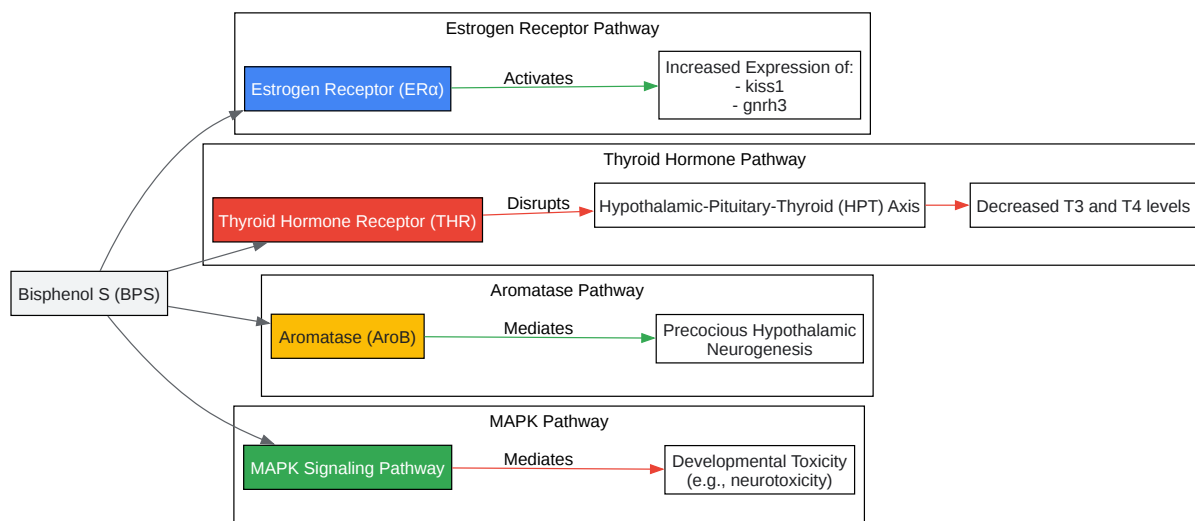 Estrogen Receptor Pathway
Estrogen Receptor (ERα)
Activates
Increased Expression of:
- kiss1
- gnrh3
Thyroid Hormone Pathway
Thyroid Hormone Receptor (THR)
Disrupts
Hypothalamic-Pituitary-Thyroid (HPT) Axis
Decreased T3 and T4 levels
Bisphenol S (BPS)
Aromatase Pathway
Aromatase (AroB)
Mediates
Precocious Hypothalamic
Neurogenesis
MAPK Pathway
MAPK Signaling Pathway
Mediates
Developmental Toxicity
(e.g., neurotoxicity)